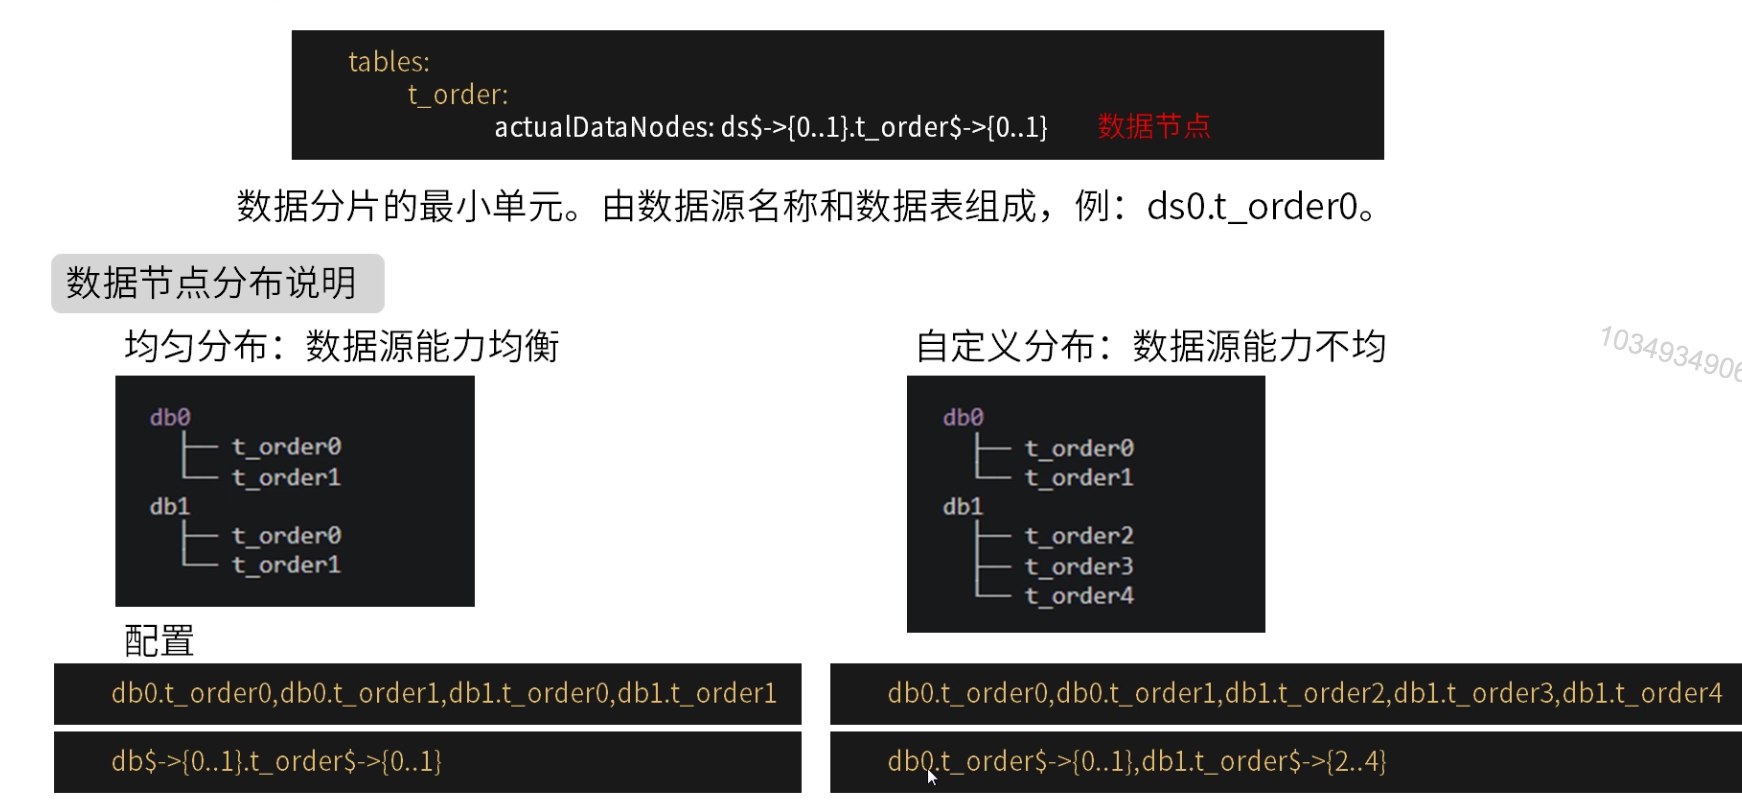 tables:
t_order:
actualDataNodes: ds$->{0..1}.t_order$->{0..1} 数据节点
数据分片的最小单元。由数据源名称和数据表组成，例：ds0.t_order0。
数据节点分布说明
均匀分布：数据源能力均衡
db0
t_order0
t_order1
db1
t_order0
t_order1
配置
db0.t_order0,db0.t_order1,db1.t_order0,db1.t_order1
db$->{0..1}.t_order$->{0..1}
自定义分布：数据源能力不均
db0
t_order0
t_order1
db1
t_order2
t_order3
t_order4
db0.t_order0,db0.t_order1,db1.t_order2,db1.t_order3,db1.t_order4
db0.t_order$->{0..1},db1.t_order$->{2..4}
1034934906